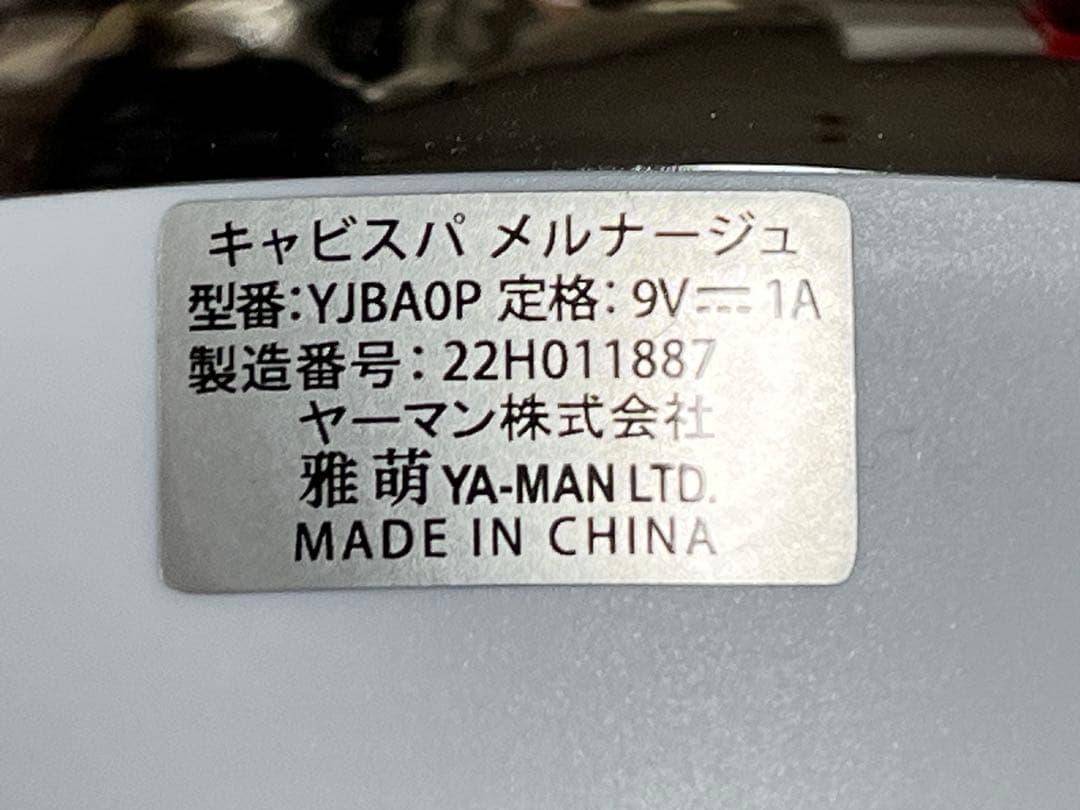 キャビスパ メルナージュ
型番:YJBA0P 定格: 9V⎓1A
製造番号: 22H011887
ヤーマン株式会社
雅萌 YA-MAN LTD.
MADE IN CHINA